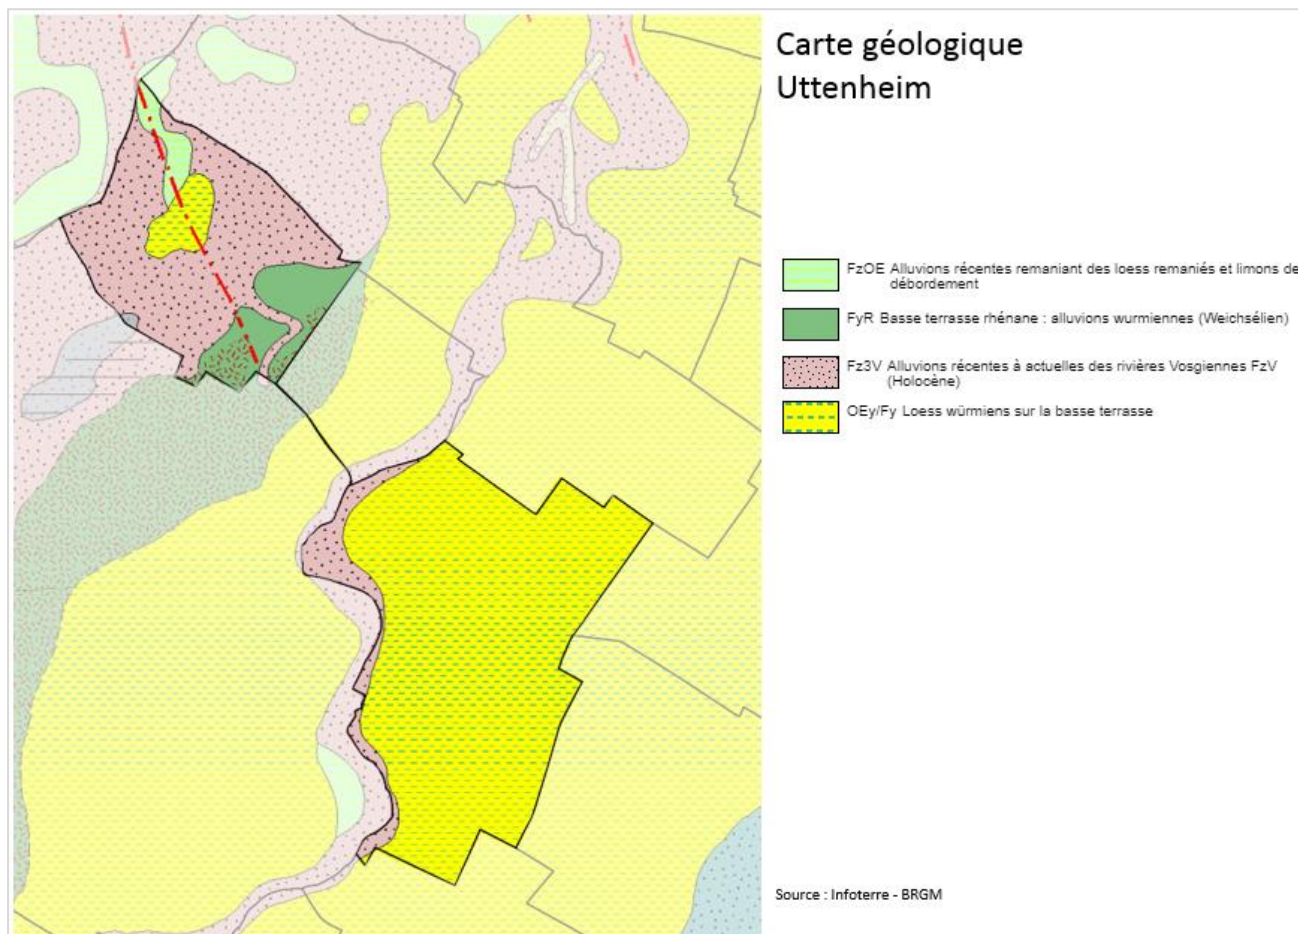 Carte géologique
Uttenheim
FzOE Alluvions récentes remaniant des loess remaniés et limons de
débordement
FyR Basse terrasse rhénane : alluvions wurmiennes (Weichsélien)
Fz3V Alluvions récentes à actuelles des rivières Vosgiennes FzV
(Holocène)
OEy/Fy Loess würmiens sur la basse terrasse
Source : Infoterre - BRGM